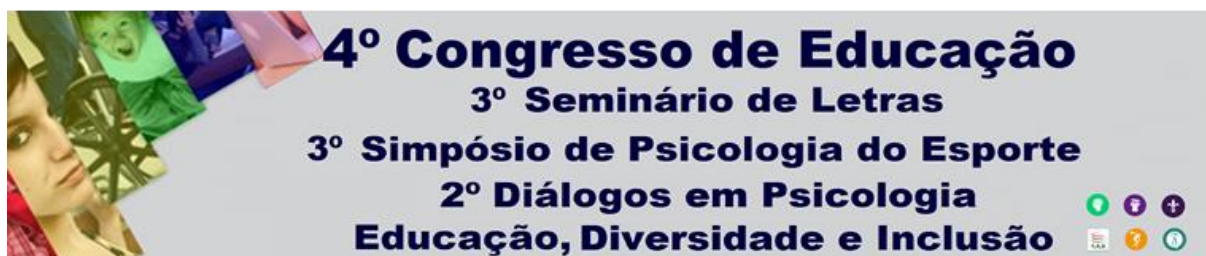 4º Congresso de Educação
3º Seminário de Letras
3º Simpósio de Psicologia do Esporte
2º Diálogos em Psicologia
Educação, Diversidade e Inclusão